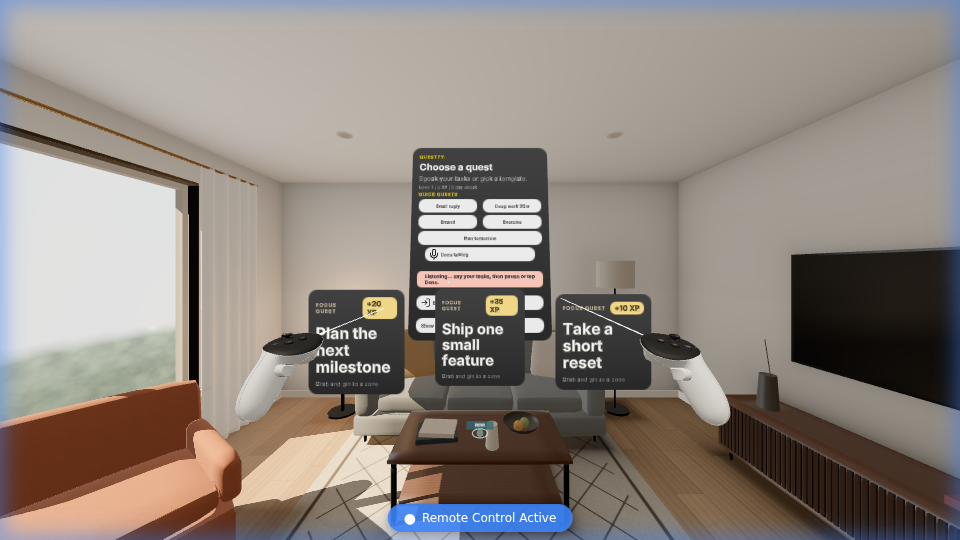 QUESTTY
Choose a quest
Speak your tasks or pick a template.
QUICK QUESTS
Email reply
Deep work 25m
Errand
Exercise
Plan tomorrow
Done talking
Listening... say your tasks, then pause or tap
Done.
Show
FOCUS
QUEST
+20
XP
Plan the
next
milestone
Grab and pin to a zone
FOCUS
QUEST
+35
XP
Ship one
small
feature
Grab and pin to a zone
FOCUS QUEST
+10 XP
Take a
short
reset
Grab and pin to a zone
Remote Control Active